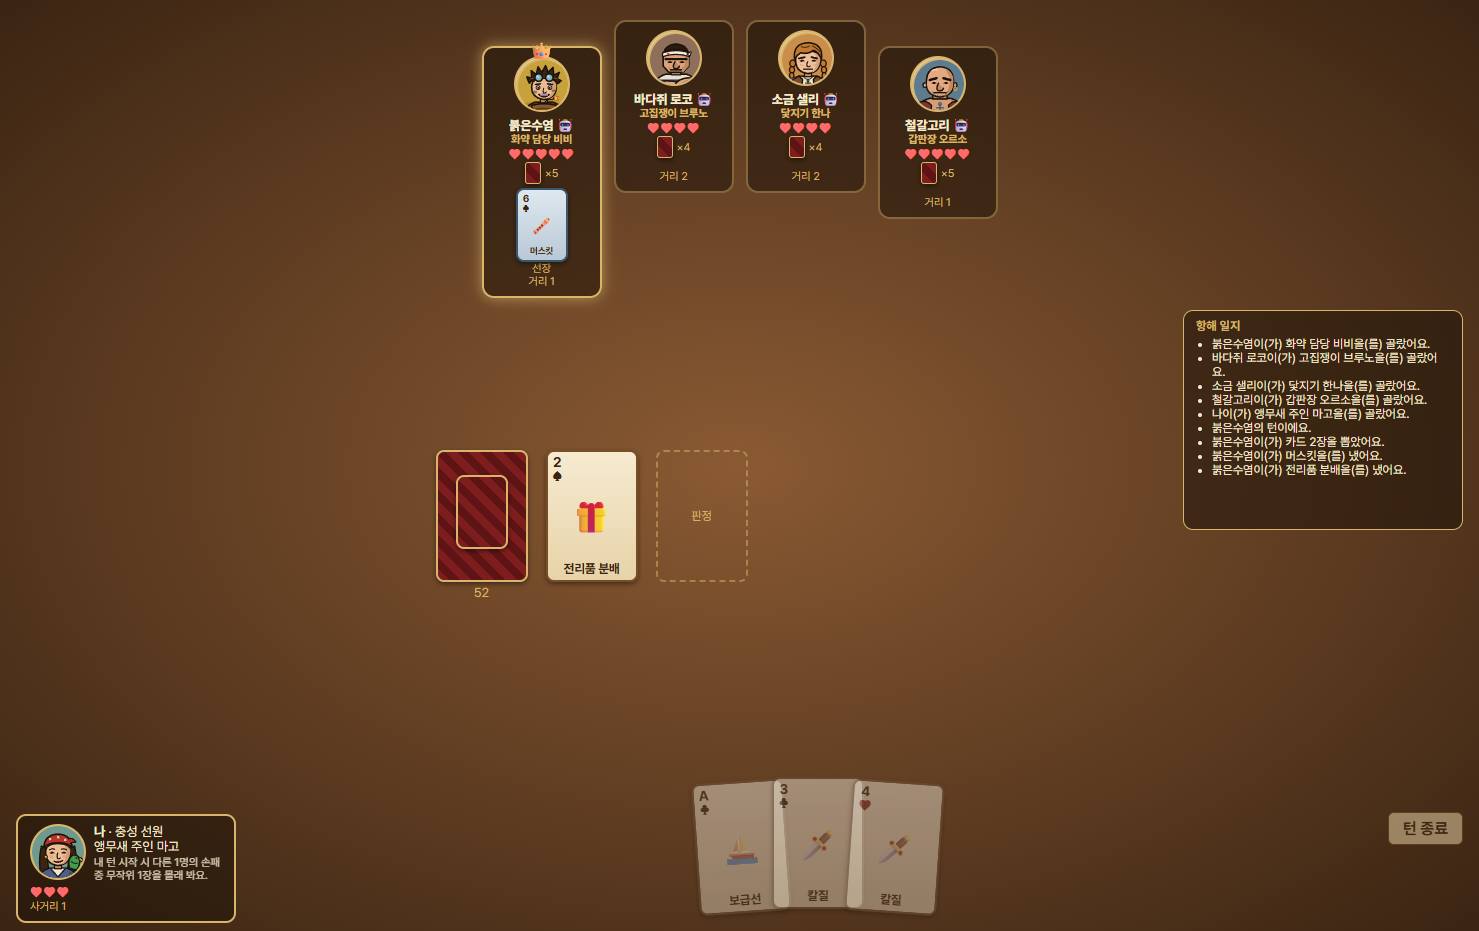 붉은수염
화약 담당 비비
×5
6
머스킷
선장
거리 1
바다쥐 로코
고집쟁이 브루노
×4
거리 2
소금 샐리
닻지기 한나
×4
거리 2
철갈고리
갑판장 오르소
×5
거리 1
항해 일지
붉은수염이(가) 화약 담당 비비을(를) 골랐어요.
바다쥐 로코이(가) 고집쟁이 브루노을(를) 골랐어
요.
소금 샐리이(가) 닻지기 한나을(를) 골랐어요.
철갈고리이(가) 갑판장 오르소을(를) 골랐어요.
나이(가) 앵무새 주인 마고을(를) 골랐어요.
붉은수염의 턴이에요.
붉은수염이(가) 카드 2장을 뽑았어요.
붉은수염이(가) 머스킷을(를) 냈어요.
붉은수염이(가) 전리품 분배을(를) 냈어요.
52
2
전리품 분배
판정
나 · 충성 선원
앵무새 주인 마고
내 턴 시작 시 다른 1명의 손패
중 무작위 1장을 몰래 봐요.
사거리 1
A
보급선
3
칼질
4
칼질
턴 종료